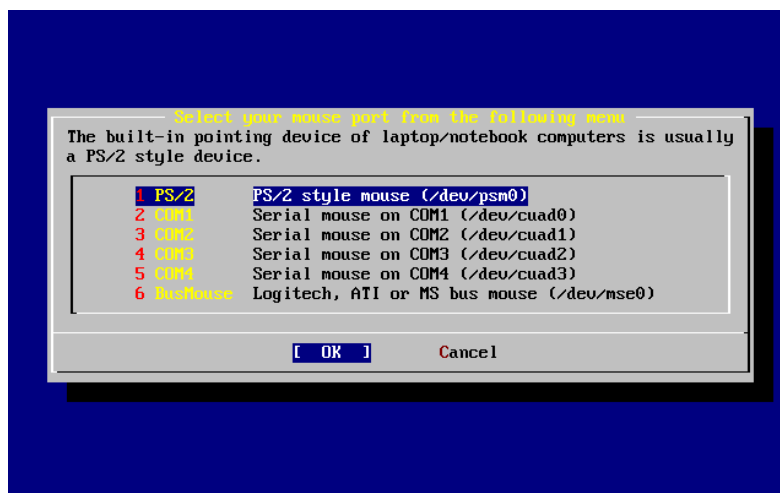 Select your mouse port from the following menu
The built-in pointing device of laptop/notebook computers is usually
a PS/2 style device.
1 PS/2 PS/2 style mouse (/dev/psm0)
2 COM1 Serial mouse on COM1 (/dev/cuad0)
3 COM2 Serial mouse on COM2 (/dev/cuad1)
4 COM3 Serial mouse on COM3 (/dev/cuad2)
5 COM4 Serial mouse on COM4 (/dev/cuad3)
6 BusMouse Logitech, ATI or MS bus mouse (/dev/mse0)
[ OK ] Cancel